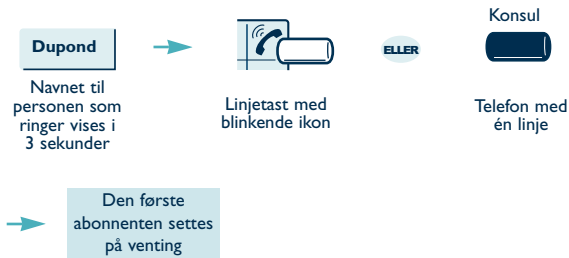 Dupond
Navnet til
personen som
ringer vises i
3 sekunder
Linjetast med
blinkende ikon
ELLER
Konsul
Telefon med
én linje
Den første
abonnenten settes
på venting